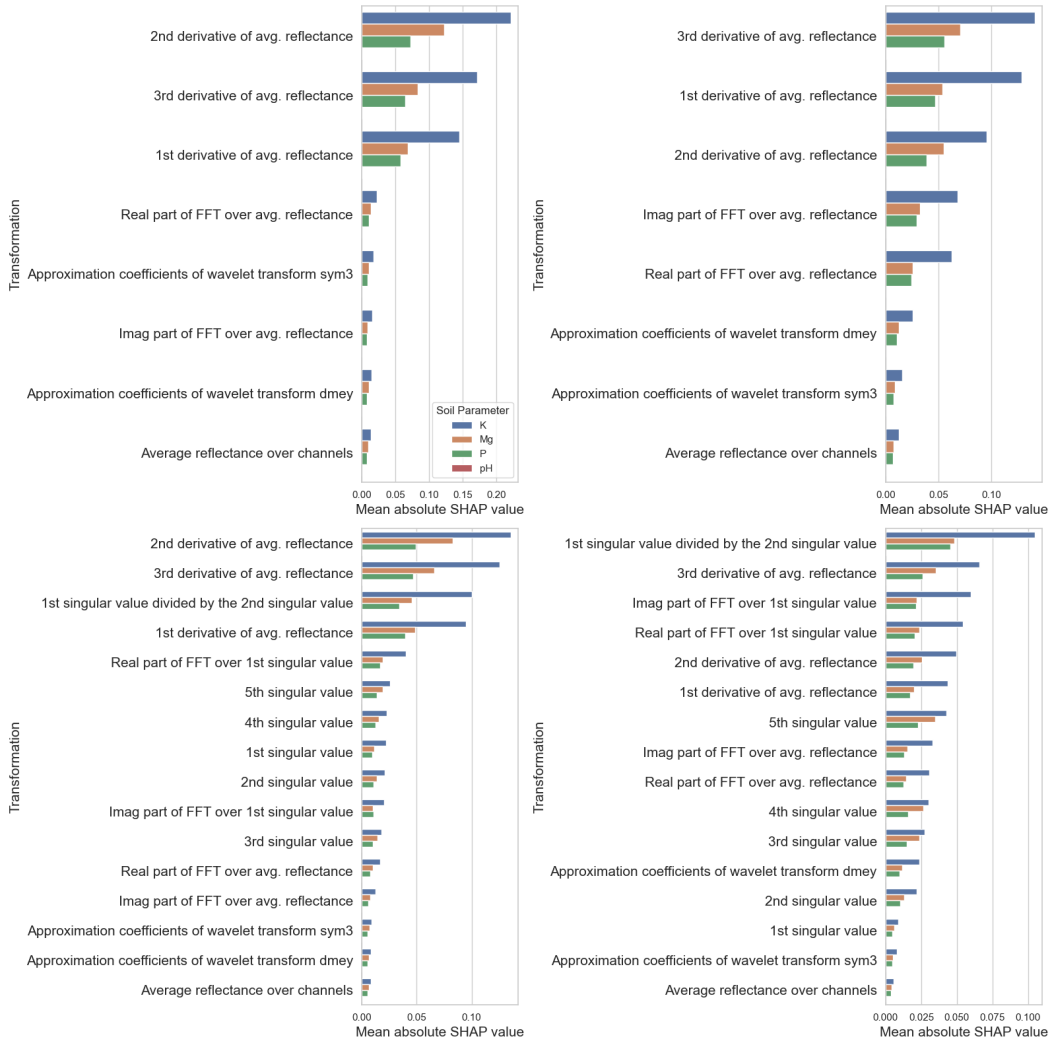 Transformation
2nd derivative of avg. reflectance
3rd derivative of avg. reflectance
1st derivative of avg. reflectance
Real part of FFT over avg. reflectance
Approximation coefficients of wavelet transform sym3
Imag part of FFT over avg. reflectance
Approximation coefficients of wavelet transform dmey
Average reflectance over channels
Soil Parameter
K
Mg
P
pH
0.00 0.05 0.10 0.15 0.20
Mean absolute SHAP value
Transformation
3rd derivative of avg. reflectance
1st derivative of avg. reflectance
2nd derivative of avg. reflectance
Imag part of FFT over avg. reflectance
Real part of FFT over avg. reflectance
Approximation coefficients of wavelet transform dmey
Approximation coefficients of wavelet transform sym3
Average reflectance over channels
0.00 0.05 0.10
Mean absolute SHAP value
Transformation
2nd derivative of avg. reflectance
3rd derivative of avg. reflectance
1st singular value divided by the 2nd singular value
1st derivative of avg. reflectance
Real part of FFT over 1st singular value
5th singular value
4th singular value
1st singular value
2nd singular value
Imag part of FFT over 1st singular value
3rd singular value
Real part of FFT over avg. reflectance
Imag part of FFT over avg. reflectance
Approximation coefficients of wavelet transform sym3
Approximation coefficients of wavelet transform dmey
Average reflectance over channels
0.00 0.05 0.10
Mean absolute SHAP value
Transformation
1st singular value divided by the 2nd singular value
3rd derivative of avg. reflectance
Imag part of FFT over 1st singular value
Real part of FFT over 1st singular value
2nd derivative of avg. reflectance
1st derivative of avg. reflectance
5th singular value
Imag part of FFT over avg. reflectance
Real part of FFT over avg. reflectance
4th singular value
3rd singular value
Approximation coefficients of wavelet transform dmey
2nd singular value
1st singular value
Approximation coefficients of wavelet transform sym3
Average reflectance over channels
0.000 0.025 0.050 0.075 0.100
Mean absolute SHAP value